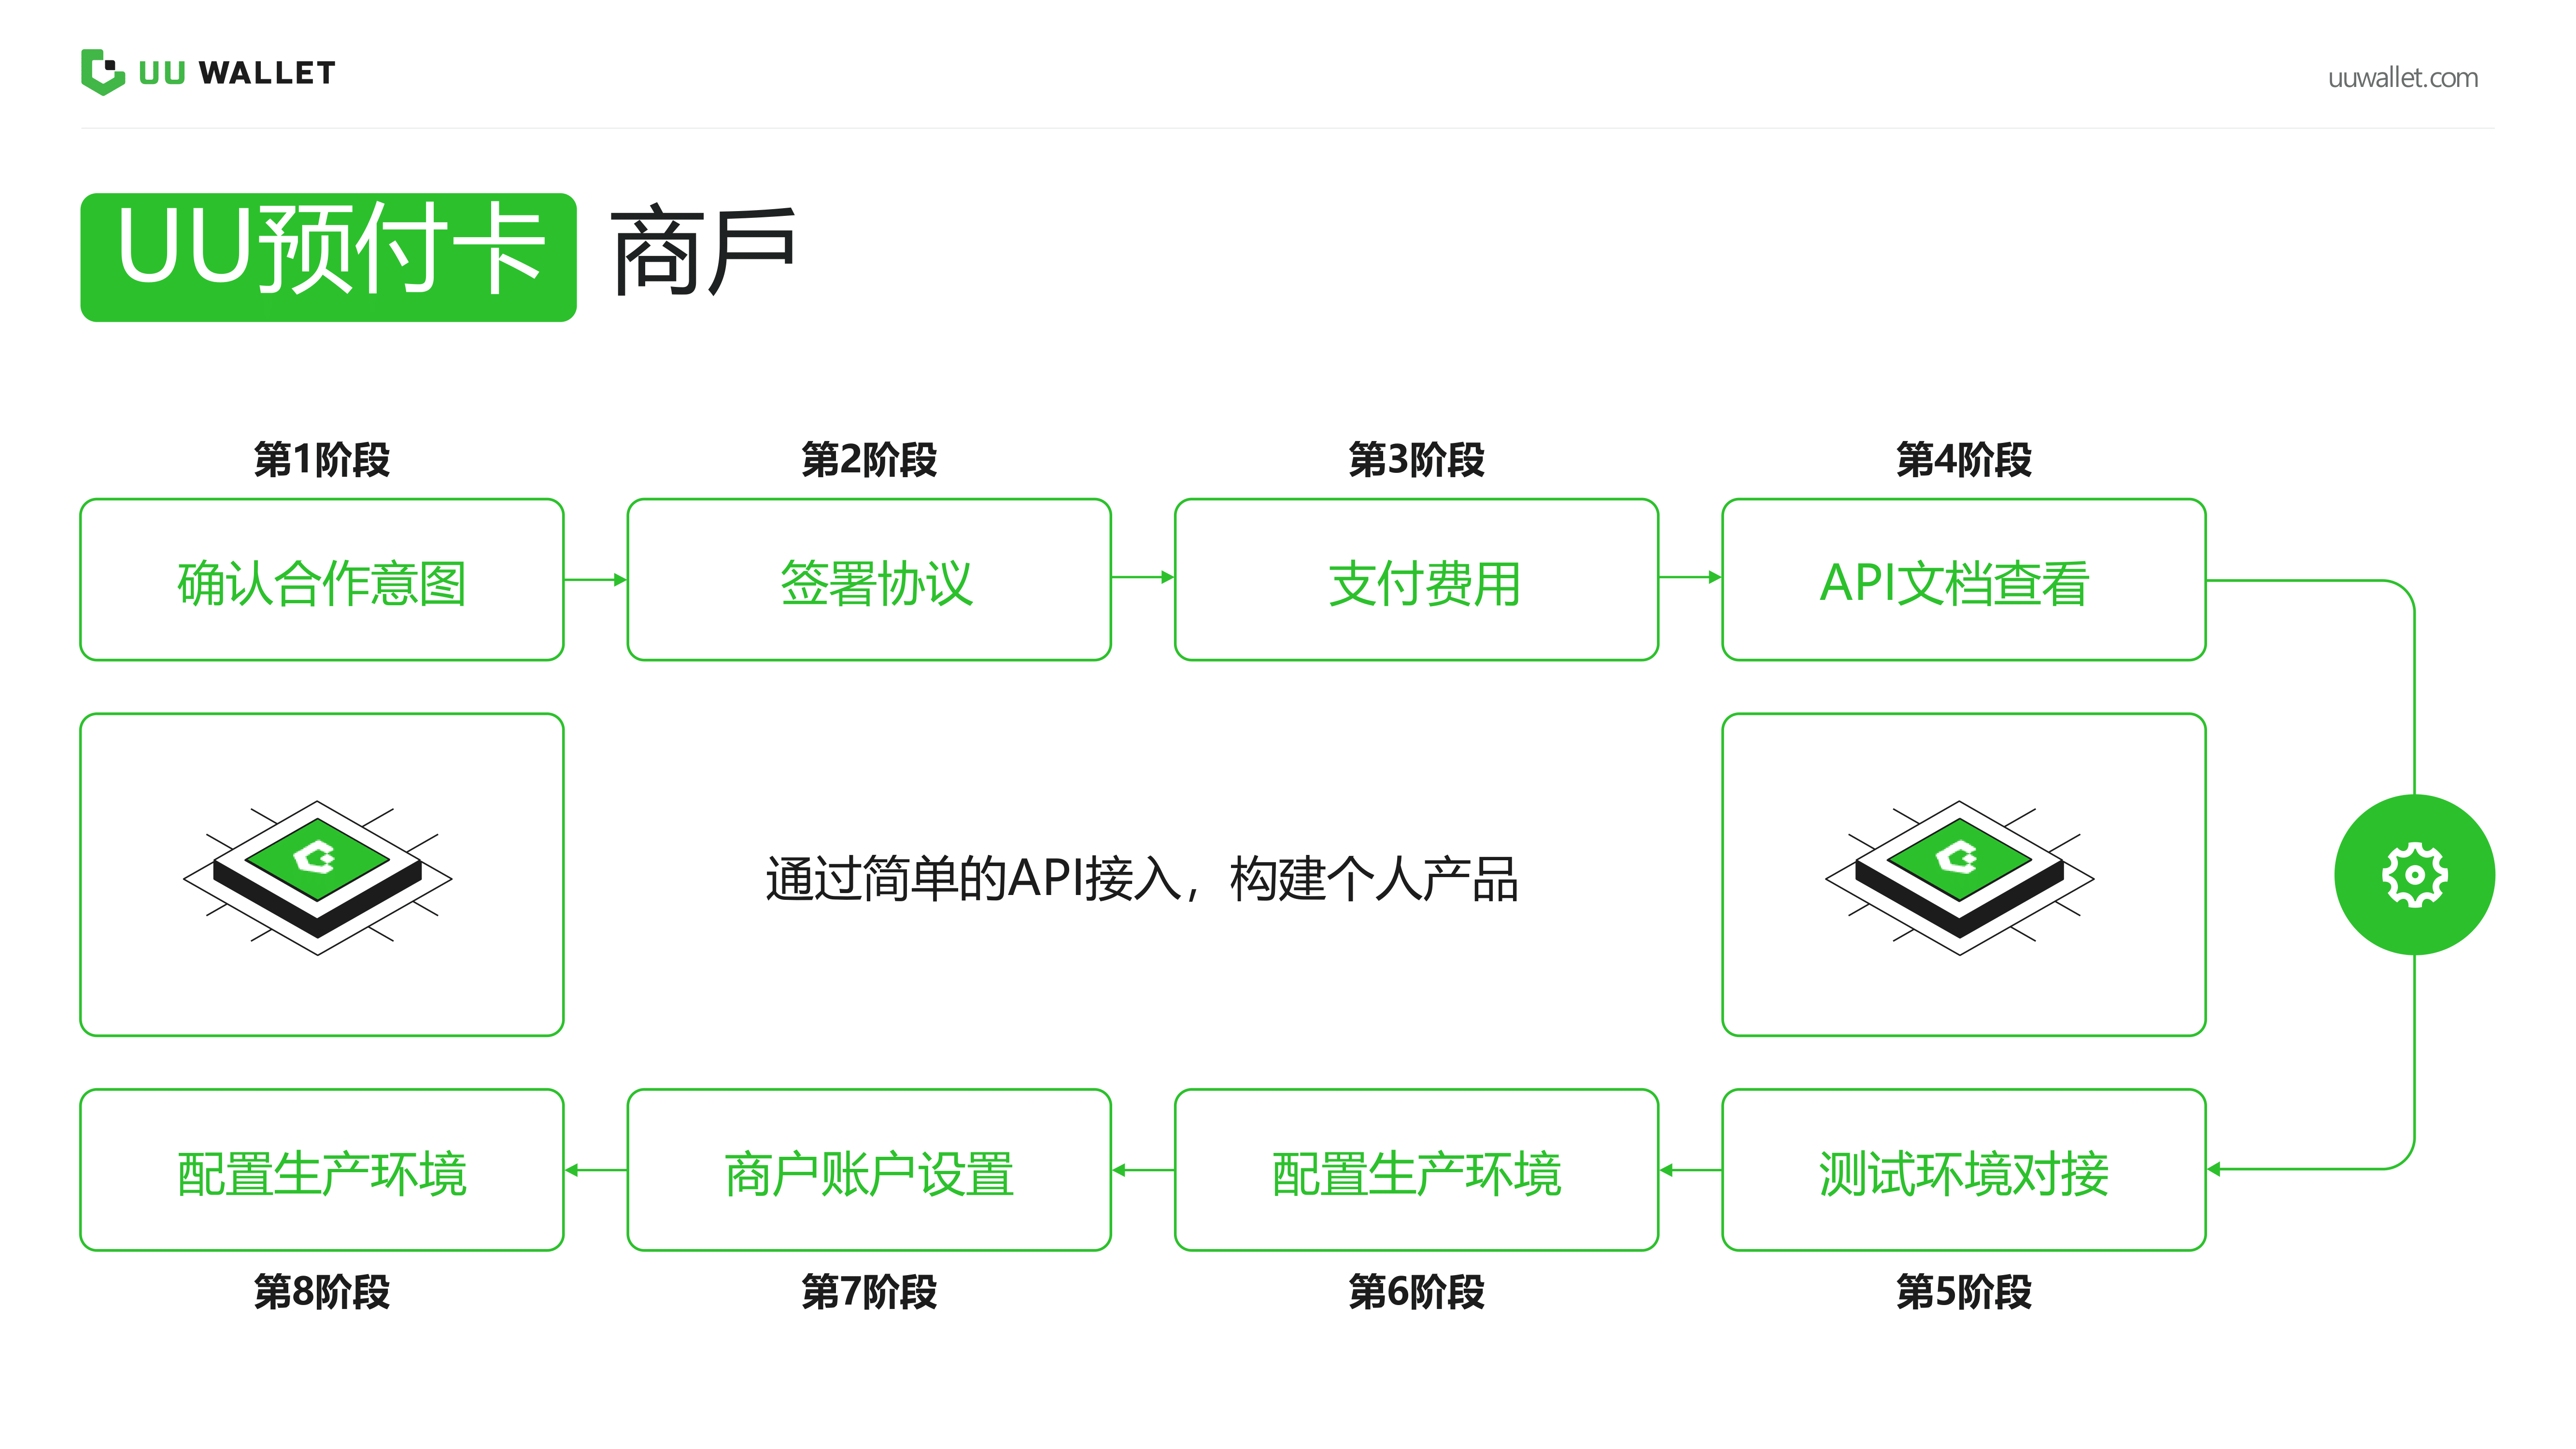 UU WALLET
uuwallet.com
UU预付卡 商戶
第1阶段
第2阶段
第3阶段
第4阶段
确认合作意图
签署协议
支付费用
API文档查看
通过简单的API接入，构建个人产品
配置生产环境
商户账户设置
配置生产环境
测试环境对接
第8阶段
第7阶段
第6阶段
第5阶段